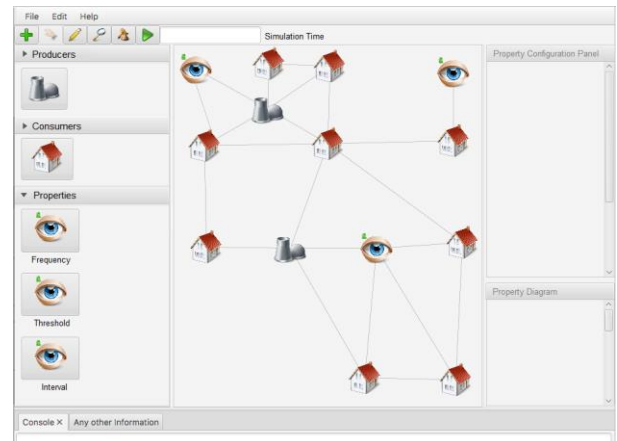 File Edit Help
Simulation Time
Producers
Consumers
Properties
Frequency
Threshold
Interval
Property Configuration Panel
Property Diagram
Console X Any other Information